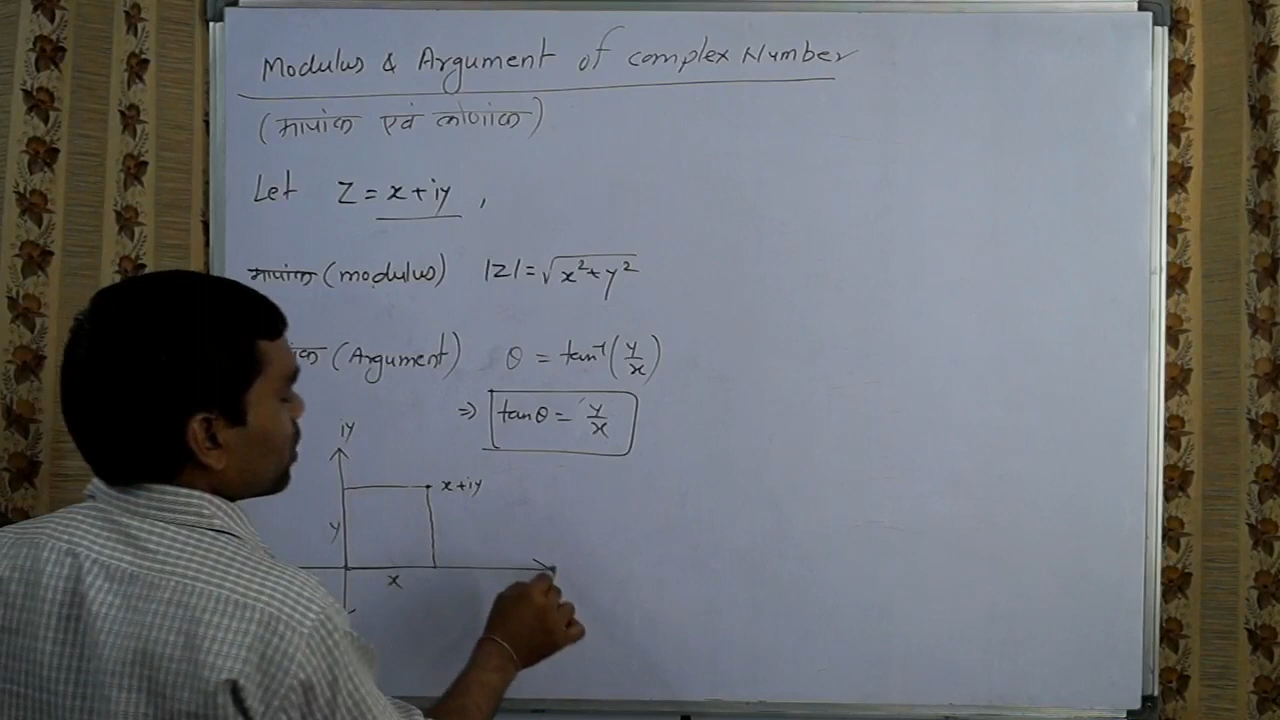 Modulus & Argument of complex Number
(मापांक एवं कोणांक)
Let Z = x + iy ,
मापांक (modulus) |Z| = √x² + y²
(Argument) θ = tan⁻¹(y/x)
⇒ tanθ = y/x
iy
x+iy
y
x